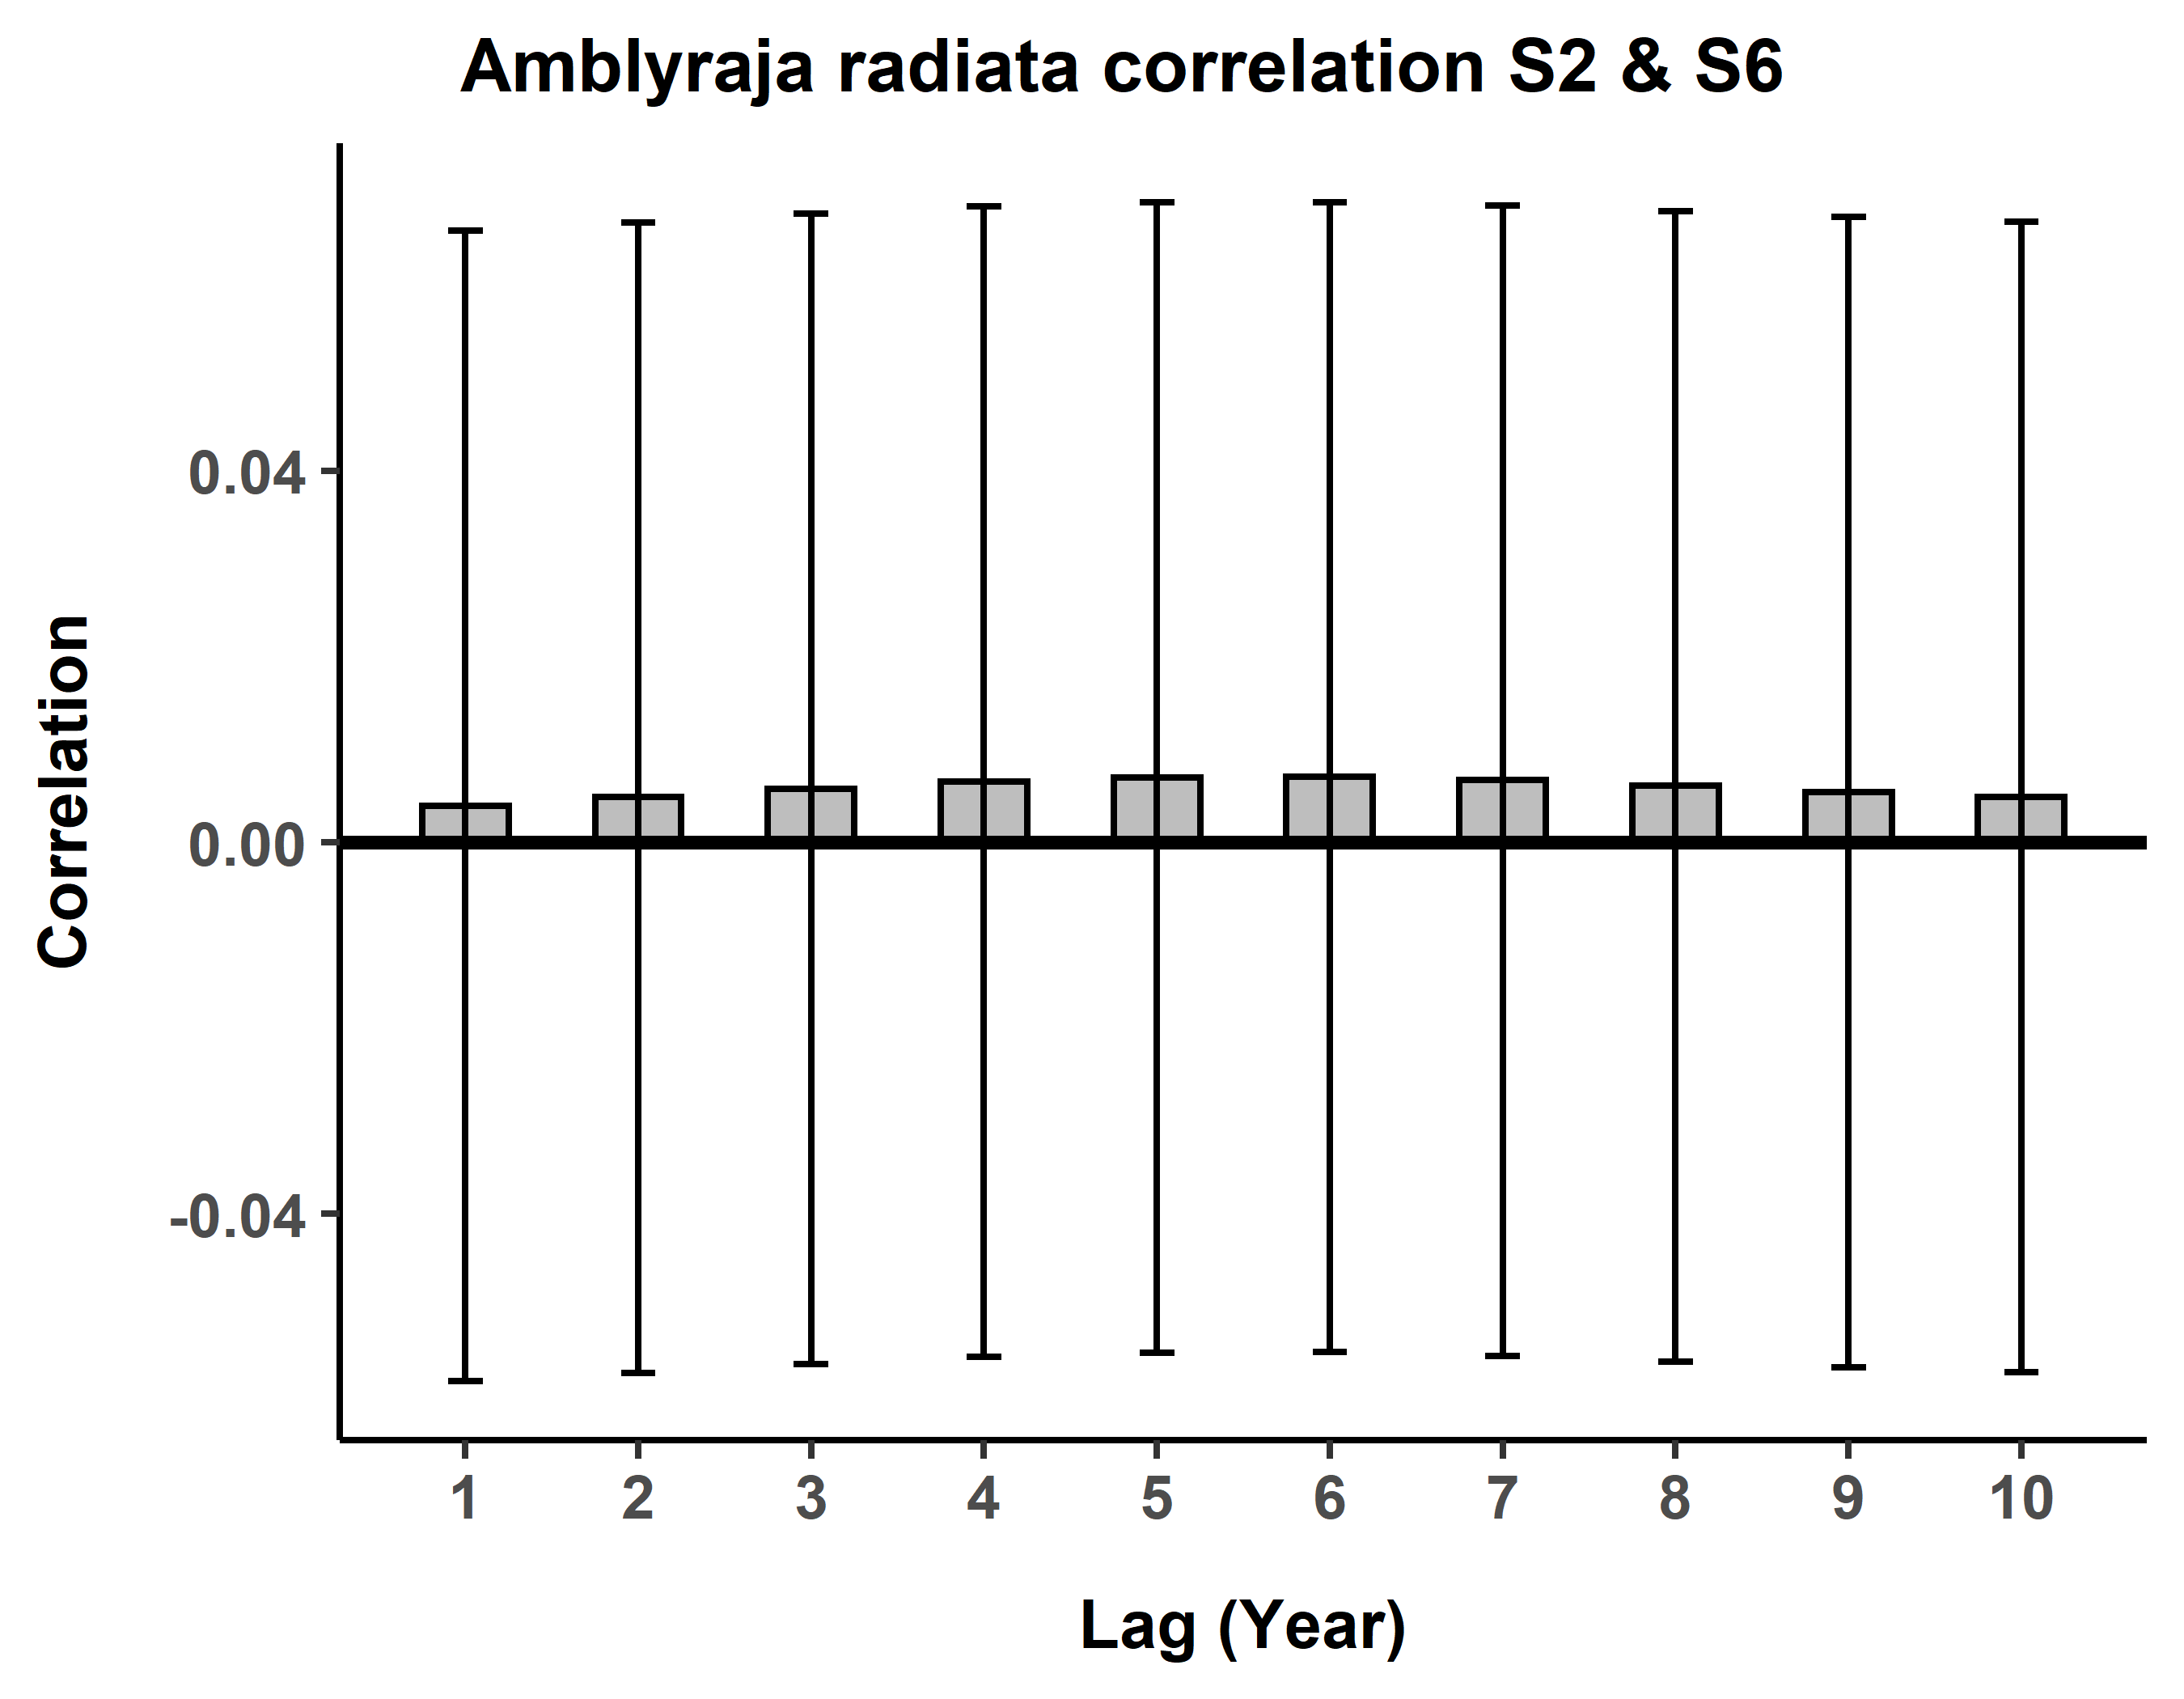 Amblyraja radiata correlation S2 & S6
Correlation
0.04
0.00
-0.04
1 2 3 4 5 6 7 8 9 10
Lag (Year)